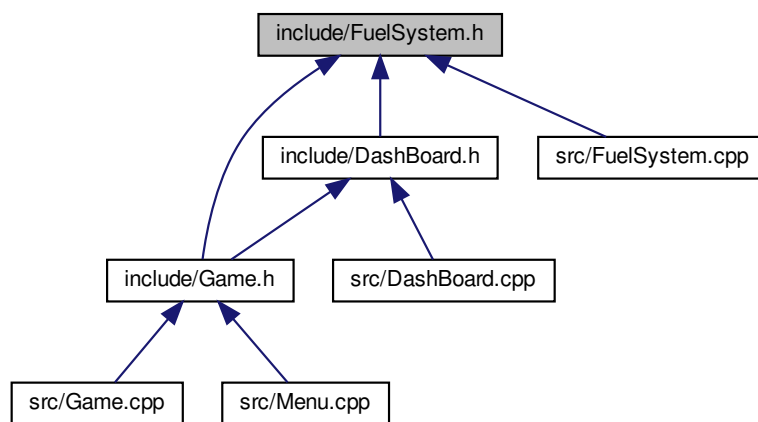 include/FuelSystem.h
include/DashBoard.h
src/FuelSystem.cpp
include/Game.h
src/DashBoard.cpp
src/Game.cpp
src/Menu.cpp